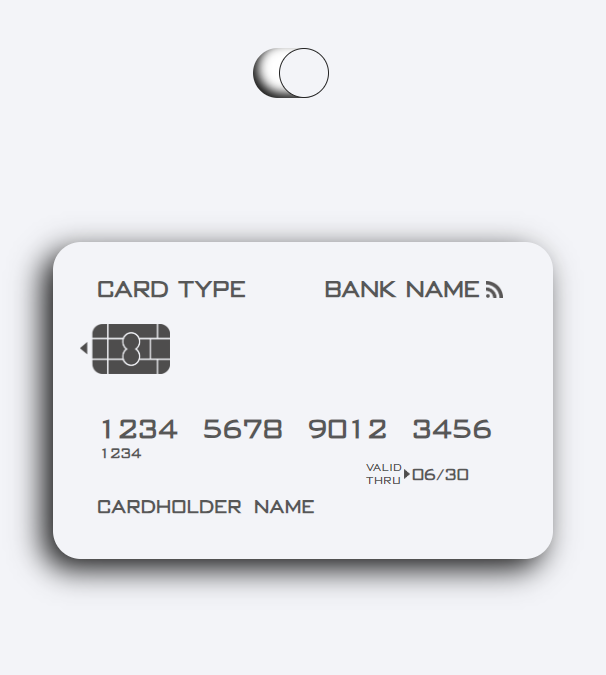 CARD TYPE BANK NAME
1234 5678 9012 3456
1234
VALID
THRU 06/30
CARDHOLDER NAME